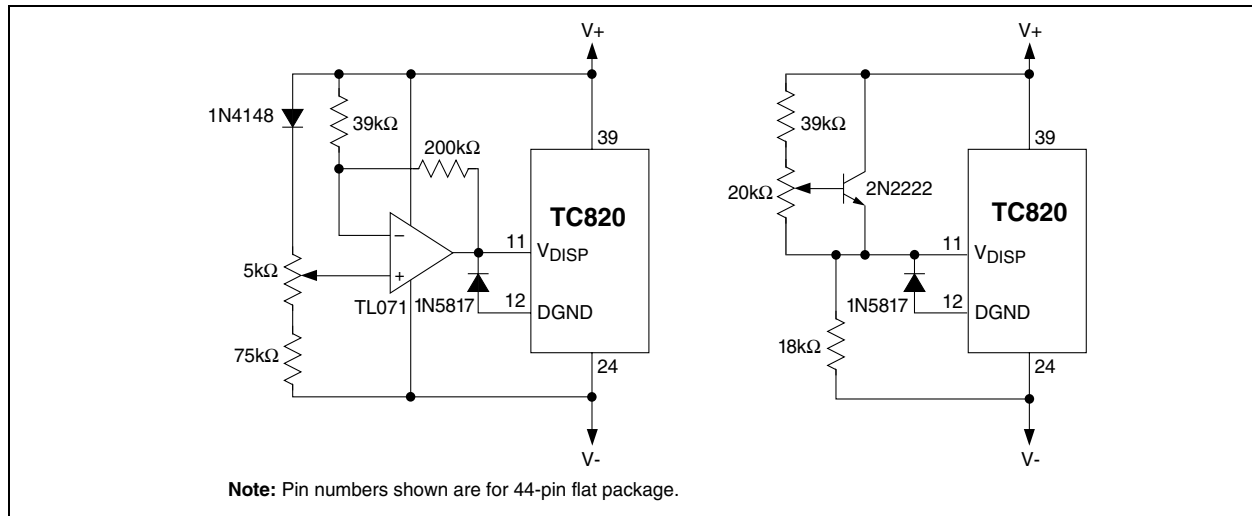 V+
1N4148
39kΩ
200kΩ
39
TC820
11
VDISP
5kΩ
TL071
1N5817
12
DGND
75kΩ
24
V-
V+
39kΩ
39
20kΩ
2N2222
TC820
11
VDISP
1N5817
12
DGND
18kΩ
24
V-
Note: Pin numbers shown are for 44-pin flat package.